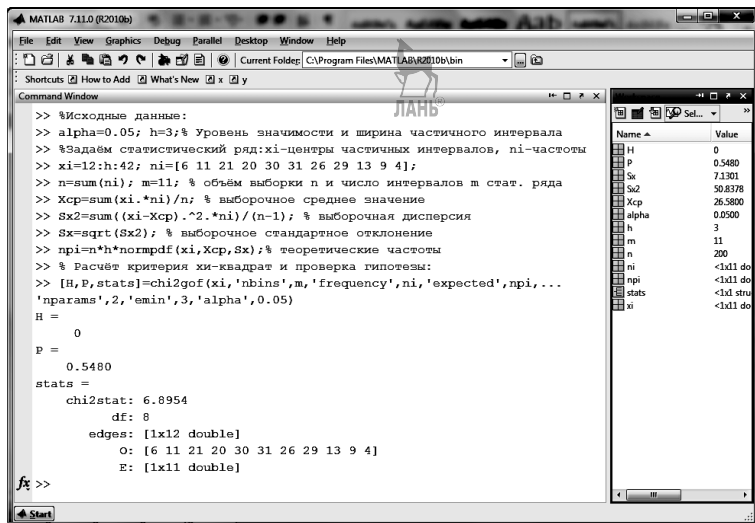 MATLAB 7.11.0 (R2010b)
File Edit View Graphics Debug Parallel Desktop Window Help
Current Folder: C:\Program Files\MATLAB\R2010b\bin
Shortcuts How to Add What's New x y
Command Window
ЛАНЬ®
>> %Исходные данные:
>> alpha=0.05; h=3;% Уровень значимости и ширина частичного интервала
>> %Задаём статистический ряд:xi-центры частичных интервалов, ni-частоты
>> xi=12:h:42; ni=[6 11 21 20 30 31 26 29 13 9 4];
>> n=sum(ni); m=11; % объём выборки n и число интервалов m стат. ряда
>> Xcp=sum(xi.*ni)/n; % выборочное среднее значение
>> Sx2=sum((xi-Xcp).^2.*ni)/(n-1); % выборочная дисперсия
>> Sx=sqrt(Sx2); % выборочное стандартное отклонение
>> npi=n*h*normpdf(xi,Xcp,Sx);% теоретические частоты
>> % Расчёт критерия хи-квадрат и проверка гипотезы:
>> [H,P,stats]=chi2gof(xi,'nbins',m,'frequency',ni,'expected',npi,...
'nparams',2,'emin',3,'alpha',0.05)
H =
0
P =
0.5480
stats =
chi2stat: 6.8954
df: 8
edges: [1x12 double]
O: [6 11 21 20 30 31 26 29 13 9 4]
E: [1x11 double]
fx >>
Start
Sel...
Name Value
H 0
P 0.5480
Sx 7.1301
Sx2 50.8378
Xcp 26.5800
alpha 0.0500
h 3
m 11
n 200
ni <1x11 do
npi <1x11 do
stats <1x1 stru
xi <1x11 do